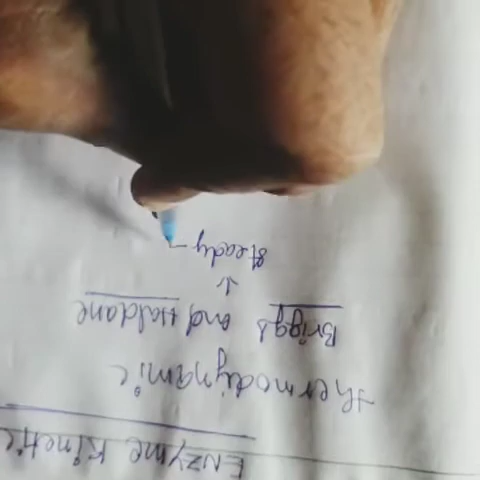 Enzyme Kinetic
thermodynamic
Briggs and Haldane
↓
steady-